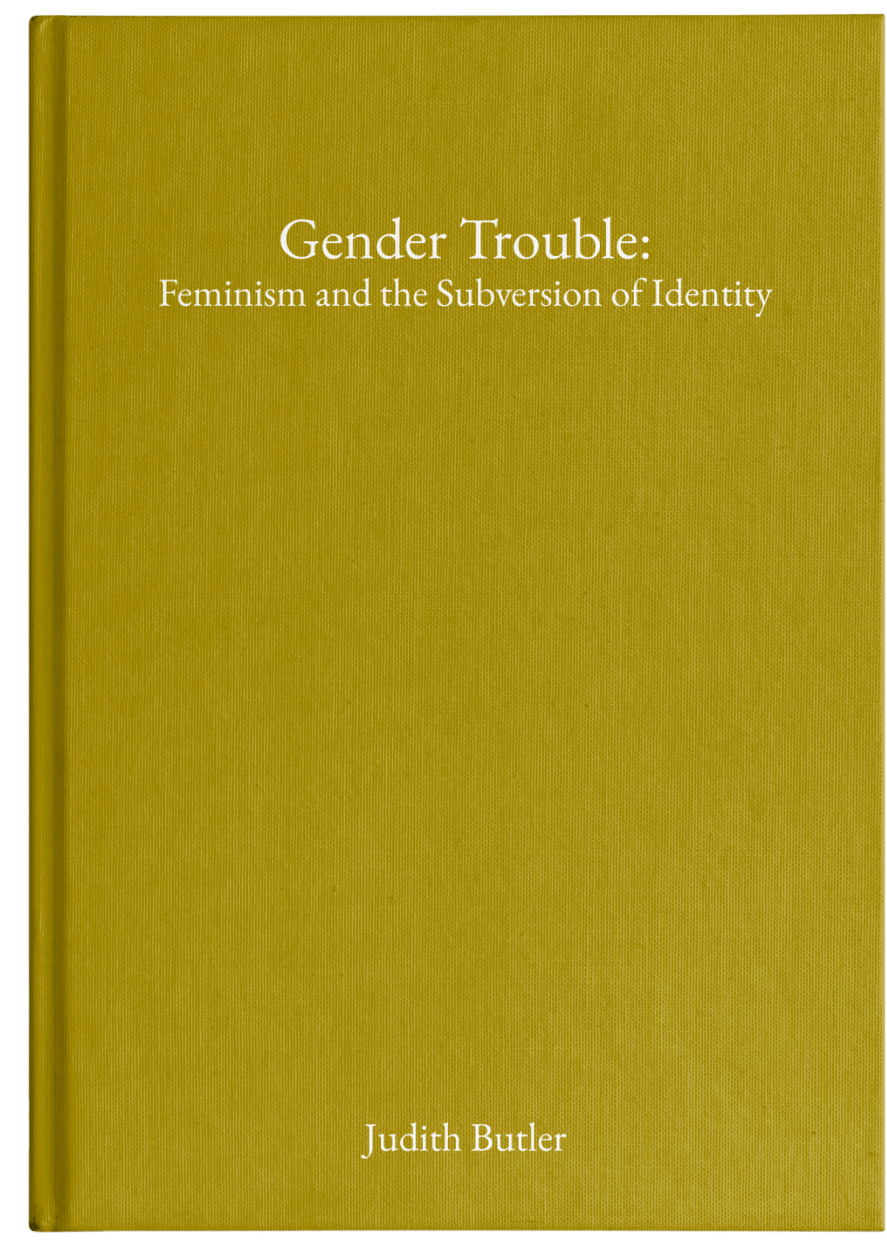 Gender Trouble:
Feminism and the Subversion of Identity
Judith Butler